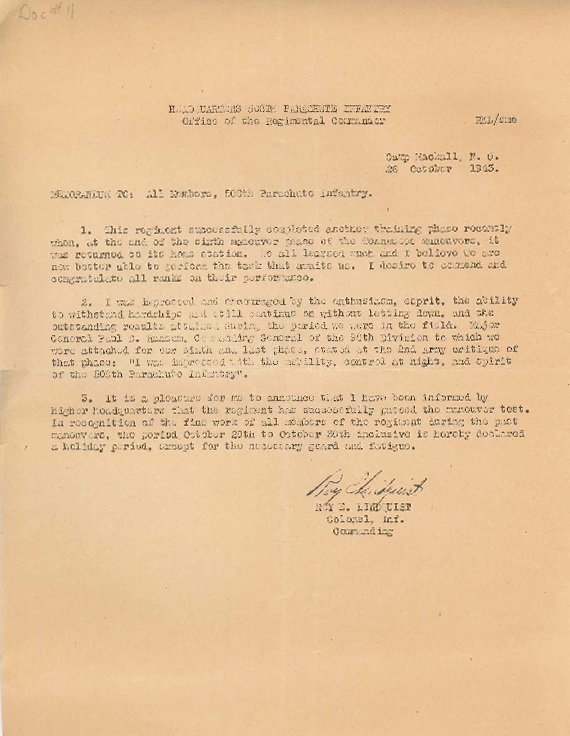 Doc # 11
HEADQUARTERS 508TH PARACHUTE INFANTRY
Office of the Regimental Commander
REL/
Camp Mackall, N. C.
26 October 1943.
MEMORANDUM TO: All Members, 508th Parachute Infantry.
1. This regiment successfully completed another training phase recently
when, at the end of the sixth maneuver phase of the Tennessee maneuvers, it
was returned to its home station. We all learned much and I believe we are
now better able to perform the task that awaits us. I desire to commend and
congratulate all ranks on their performance.
2. I was impressed and encouraged by the enthusiasm, esprit, the ability
to withstand hardships and still continue on without letting down, and the
outstanding results attained during the period we were in the field. Major
General Paul Commanding General of the Division to which we
were attached for our sixth and last phase, stated at the 2nd Army critique of
that phase: "I was impressed with the mobility, control at night, and spirit
of the 508th Parachute Infantry".
3. It is a pleasure for me to announce that I have been informed by
higher headquarters that the regiment has successfully passed the maneuver test.
In recognition of the fine work of all members of the regiment during the past
maneuvers, the period October 28th to October 30th inclusive is hereby declared
a holiday period, except for the necessary guard and fatigue.
Roy E Lindquist
ROY E. LINDQUIST
Colonel, Inf.
Commanding